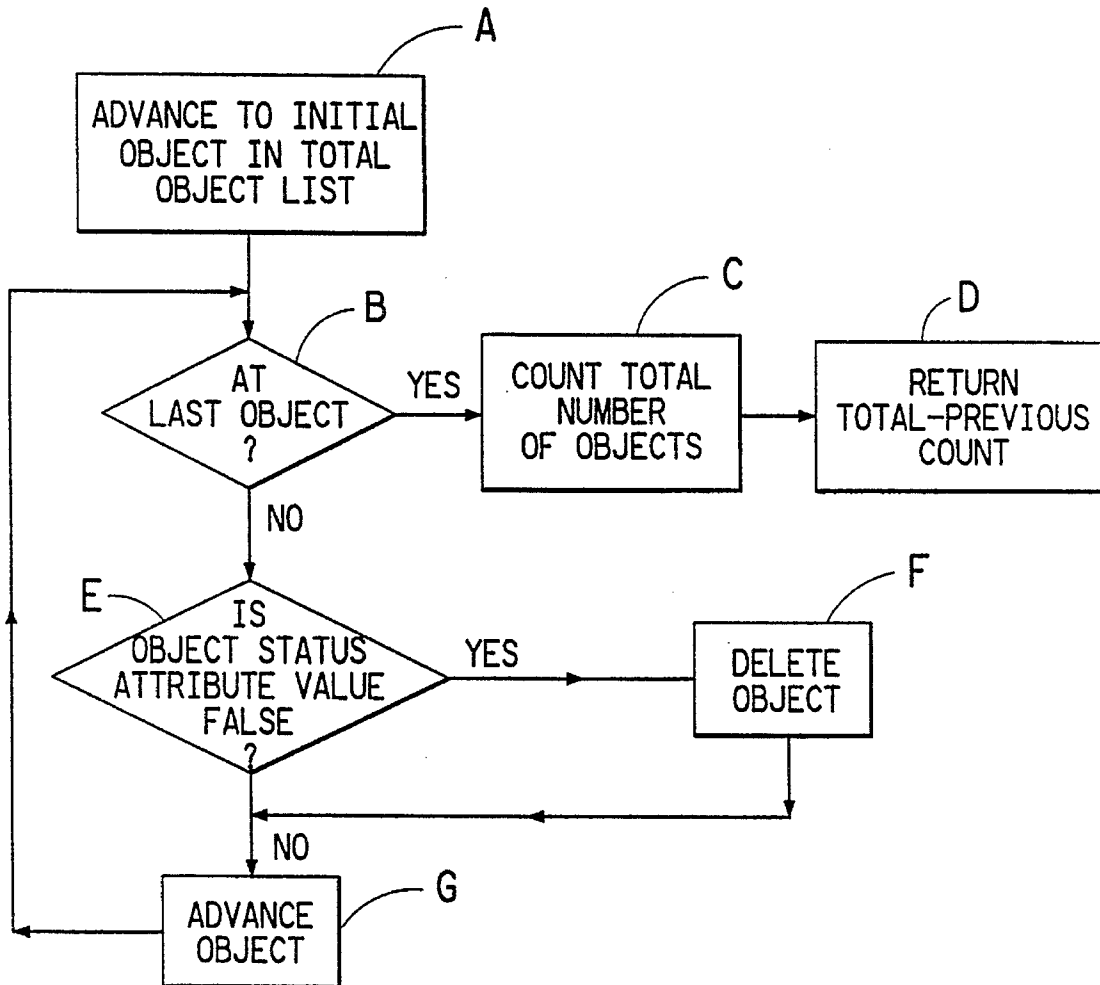 A
ADVANCE TO INITIAL
OBJECT IN TOTAL
OBJECT LIST
B
AT
LAST OBJECT
?
YES
C
COUNT TOTAL
NUMBER
OF OBJECTS
D
RETURN
TOTAL-PREVIOUS
COUNT
NO
E
IS
OBJECT STATUS
ATTRIBUTE VALUE
FALSE
?
YES
F
DELETE
OBJECT
NO
G
ADVANCE
OBJECT